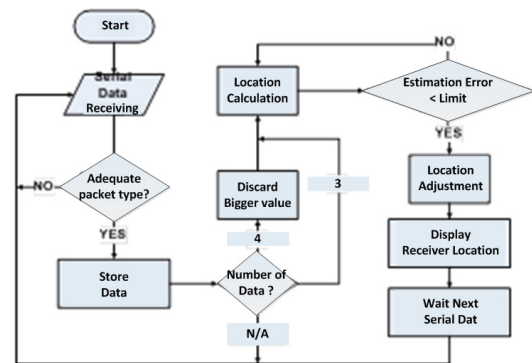 Start
Serial
Data
Receiving
Adequate
packet type?
NO
YES
Store
Data
Number of
Data ?
N/A
4
3
Discard
Bigger value
Location
Calculation
NO
Estimation Error
< Limit
YES
Location
Adjustment
Display
Receiver Location
Wait Next
Serial Dat